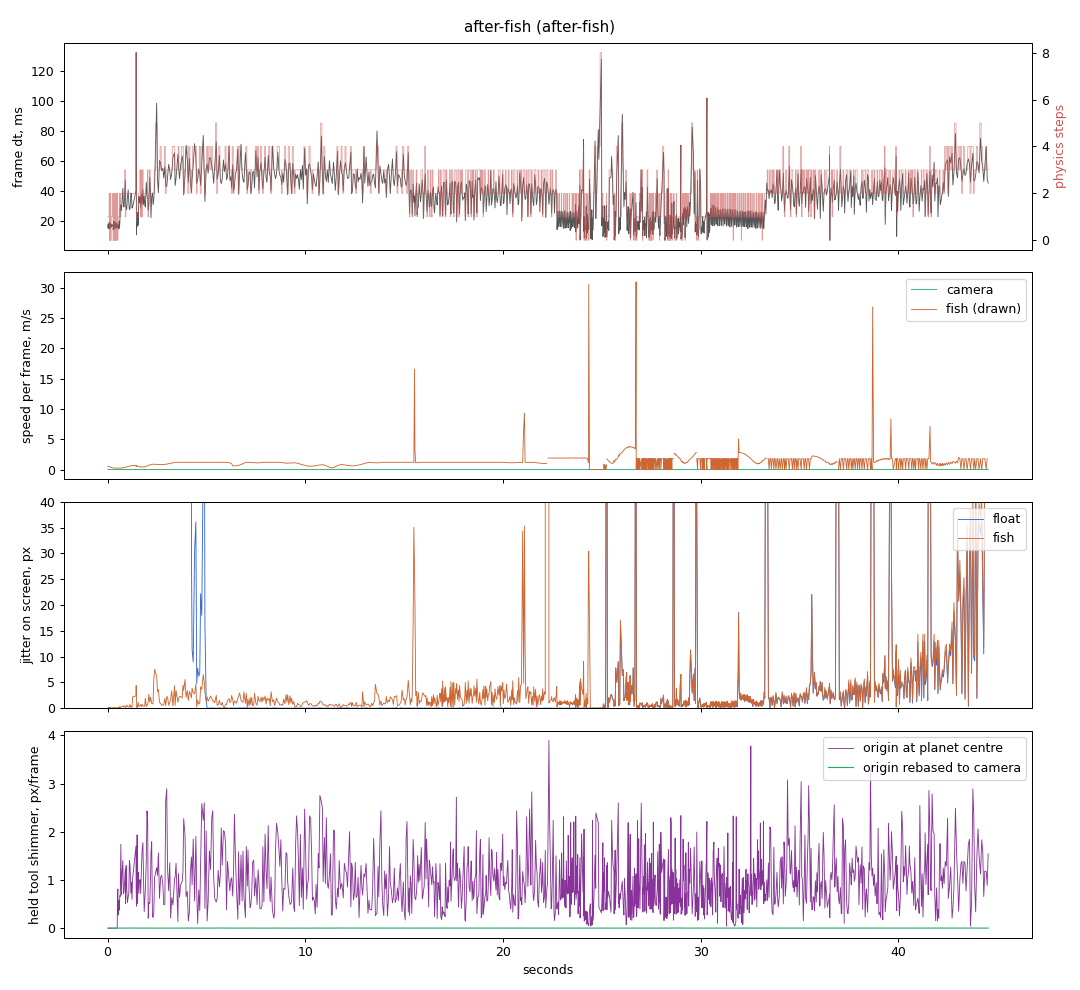 after-fish (after-fish)
frame dt, ms
120
100
80
60
40
20
8
6
4
2
0
physics steps
speed per frame, m/s
30
25
20
15
10
5
0
camera
fish (drawn)
jitter on screen, px
40
35
30
25
20
15
10
5
0
float
fish
held tool shimmer, px/frame
4
3
2
1
0
origin at planet centre
origin rebased to camera
0
10
20
30
40
seconds